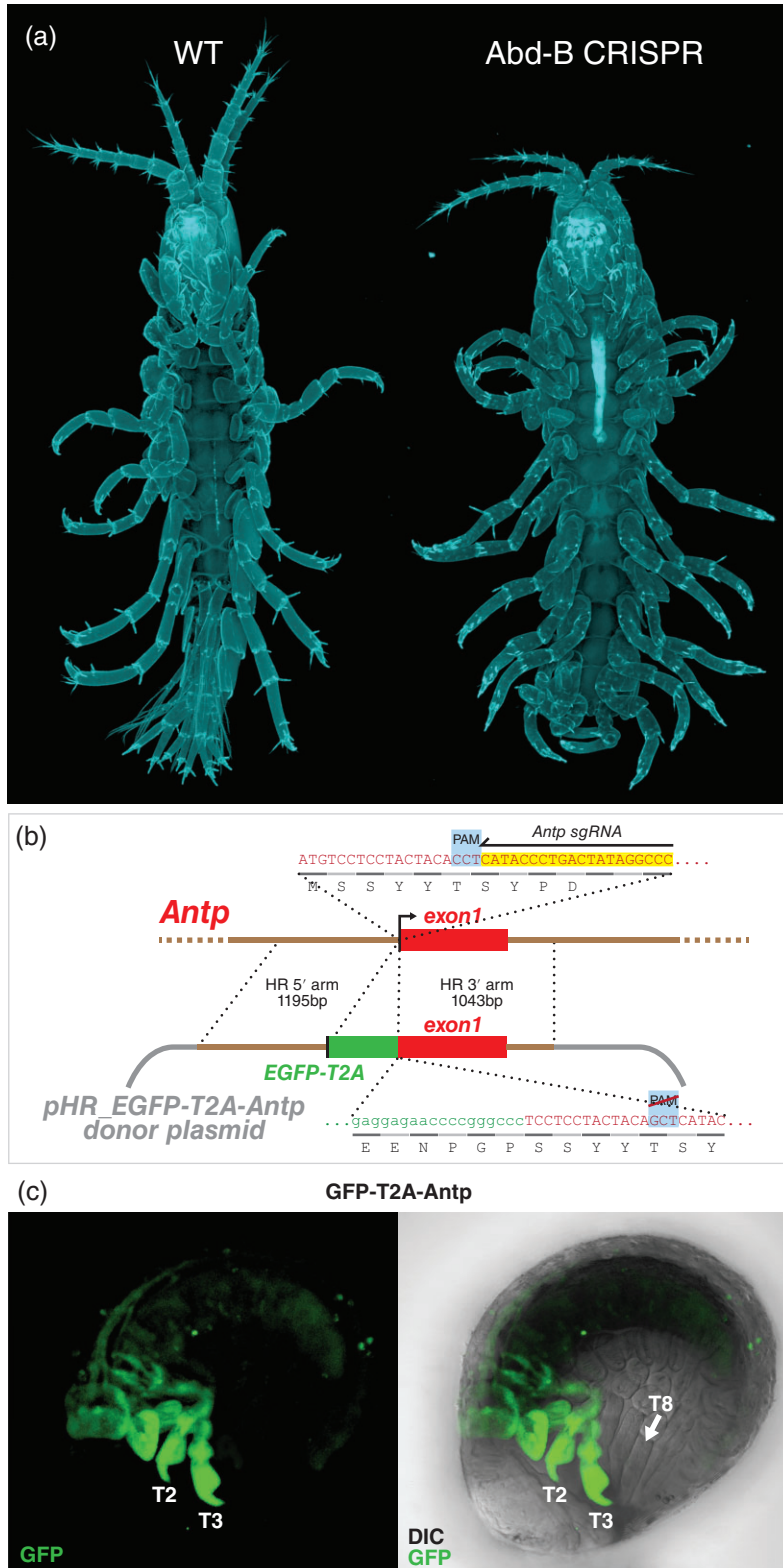 (a)
WT
Abd-B CRISPR
(b)
PAM
Antp sgRNA
ATGTCCTCCTACTACACCTCATACCCTGACTATAGGCCC....
M S S Y Y T S Y P D
Antp
exon1
HR 5′ arm
1195bp
HR 3′ arm
1043bp
exon1
EGFP-T2A
pHR_EGFP-T2A-Antp
donor plasmid
PAM
...gaggagaaccccgggcccTCCTCCTACTACAGCTCATAC...
E E N P G P S S Y Y T S Y
(c)
GFP-T2A-Antp
T2
T3
GFP
T8
T2
T3
DIC
GFP